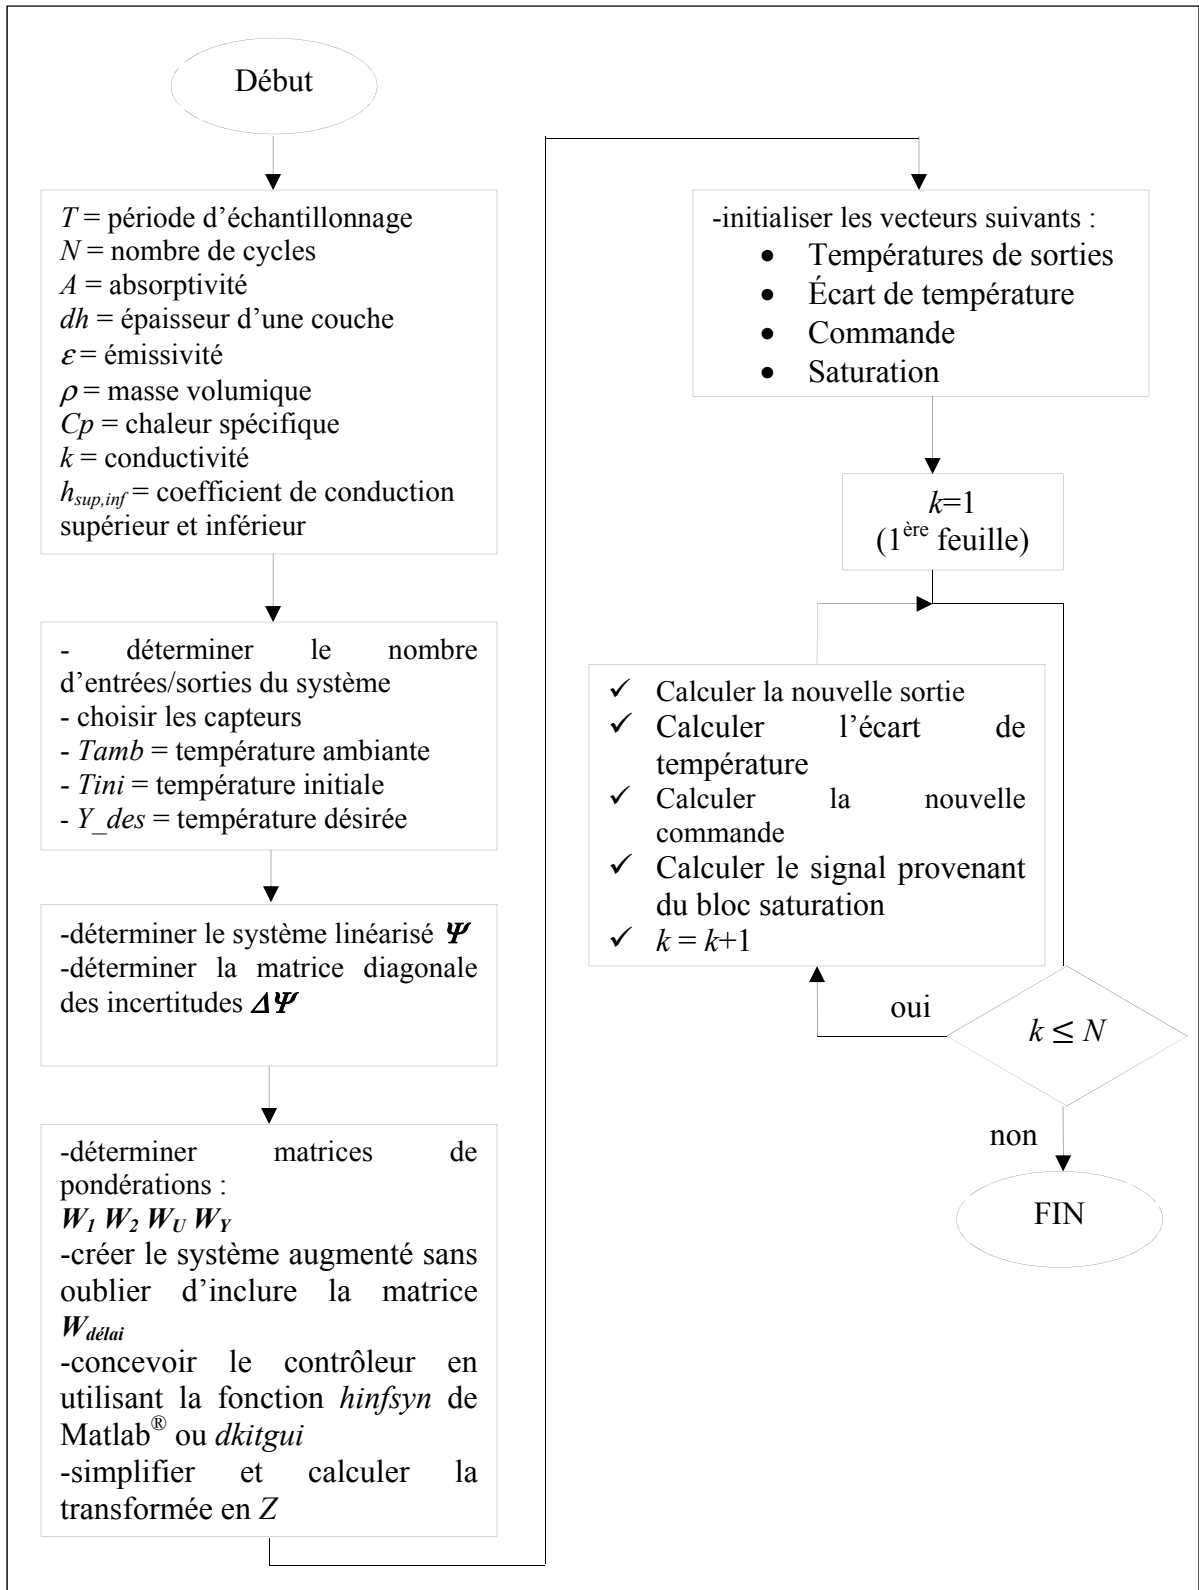 Début
T = période d'échantillonnage
N = nombre de cycles
A = absorptivité
dh = épaisseur d'une couche
ε = émissivité
ρ = masse volumique
Cp = chaleur spécifique
k = conductivité
h_sup,inf = coefficient de conduction
supérieur et inférieur
- déterminer le nombre
d'entrées/sorties du système
- choisir les capteurs
- Tamb = température ambiante
- Tini = température initiale
- Y_des = température désirée
-déterminer le système linéarisé Ψ
-déterminer la matrice diagonale
des incertitudes ΔΨ
-déterminer matrices de
pondérations :
W1 W2 WU WY
-créer le système augmenté sans
oublier d'inclure la matrice
Wdélai
-concevoir le contrôleur en
utilisant la fonction hinfsyn de
Matlab® ou dkitgui
-simplifier et calculer la
transformée en Z
-initialiser les vecteurs suivants :
• Températures de sorties
• Écart de température
• Commande
• Saturation
k=1
(1ère feuille)
✓ Calculer la nouvelle sortie
✓ Calculer l'écart de
température
✓ Calculer la nouvelle
commande
✓ Calculer le signal provenant
du bloc saturation
✓ k = k+1
oui
k ≤ N
non
FIN